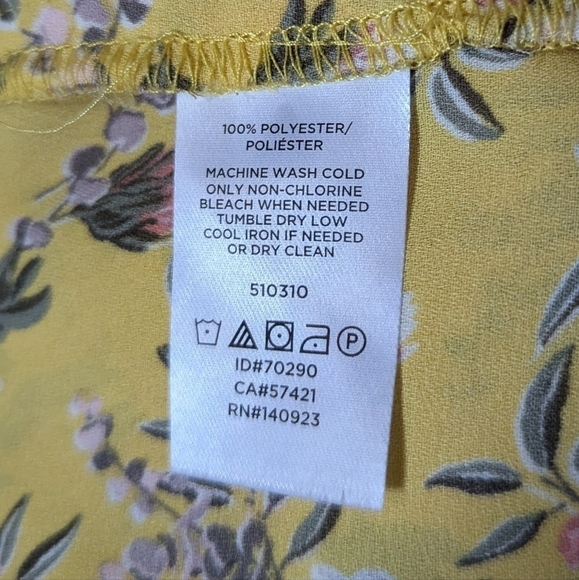 100% POLYESTER/
POLIÉSTER
MACHINE WASH COLD
ONLY NON-CHLORINE
BLEACH WHEN NEEDED
TUMBLE DRY LOW
COOL IRON IF NEEDED
OR DRY CLEAN
510310
P
ID#70290
CA#57421
RN#140923